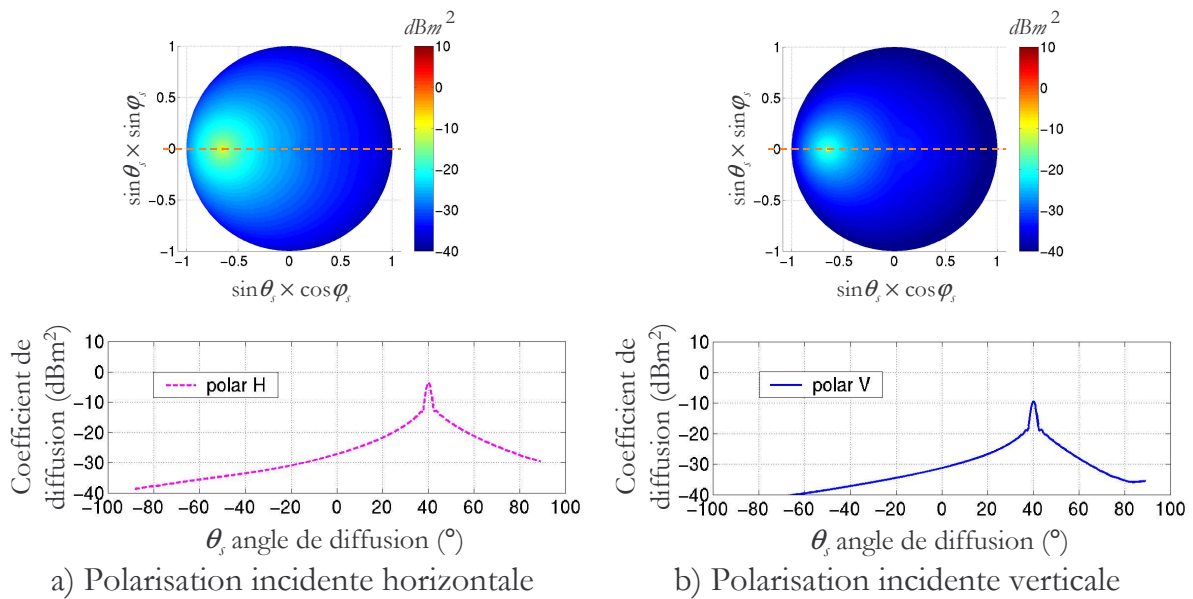 dBm²
10
0
−10
−20
−30
−40
1
0.5
0
−0.5
−1
−1 −0.5 0 0.5 1
sinθs × sinφs
sinθs × cosφs
dBm²
10
0
−10
−20
−30
−40
1
0.5
0
−0.5
−1
−1 −0.5 0 0.5 1
sinθs × sinφs
sinθs × cosφs
Coefficient de
diffusion (dBm²)
10
0
−10
−20
−30
−40
polar H
−100 −80 −60 −40 −20 0 20 40 60 80 100
θs angle de diffusion (°)
a) Polarisation incidente horizontale
Coefficient de
diffusion (dBm²)
10
0
−10
−20
−30
−40
polar V
−100 −80 −60 −40 −20 0 20 40 60 80 100
θs angle de diffusion (°)
b) Polarisation incidente verticale